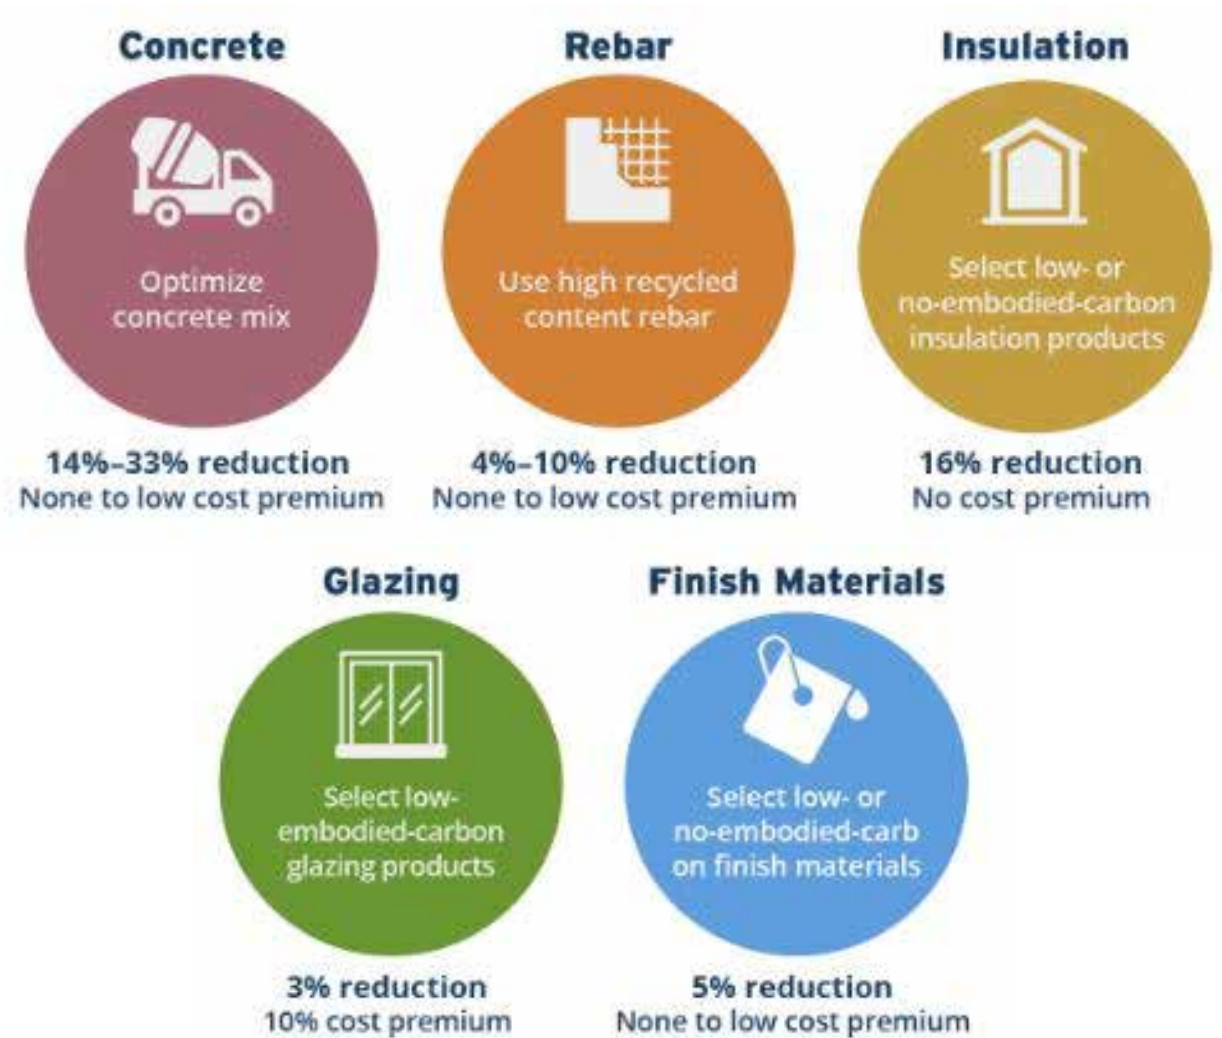 Concrete
Optimize
concrete mix
14%–33% reduction
None to low cost premium
Rebar
Use high recycled
content rebar
4%–10% reduction
None to low cost premium
Insulation
Select low- or
no-embodied-carbon
insulation products
16% reduction
No cost premium
Glazing
Select low-
embodied-carbon
glazing products
3% reduction
10% cost premium
Finish Materials
Select low- or
no-embodied-carb
on finish materials
5% reduction
None to low cost premium